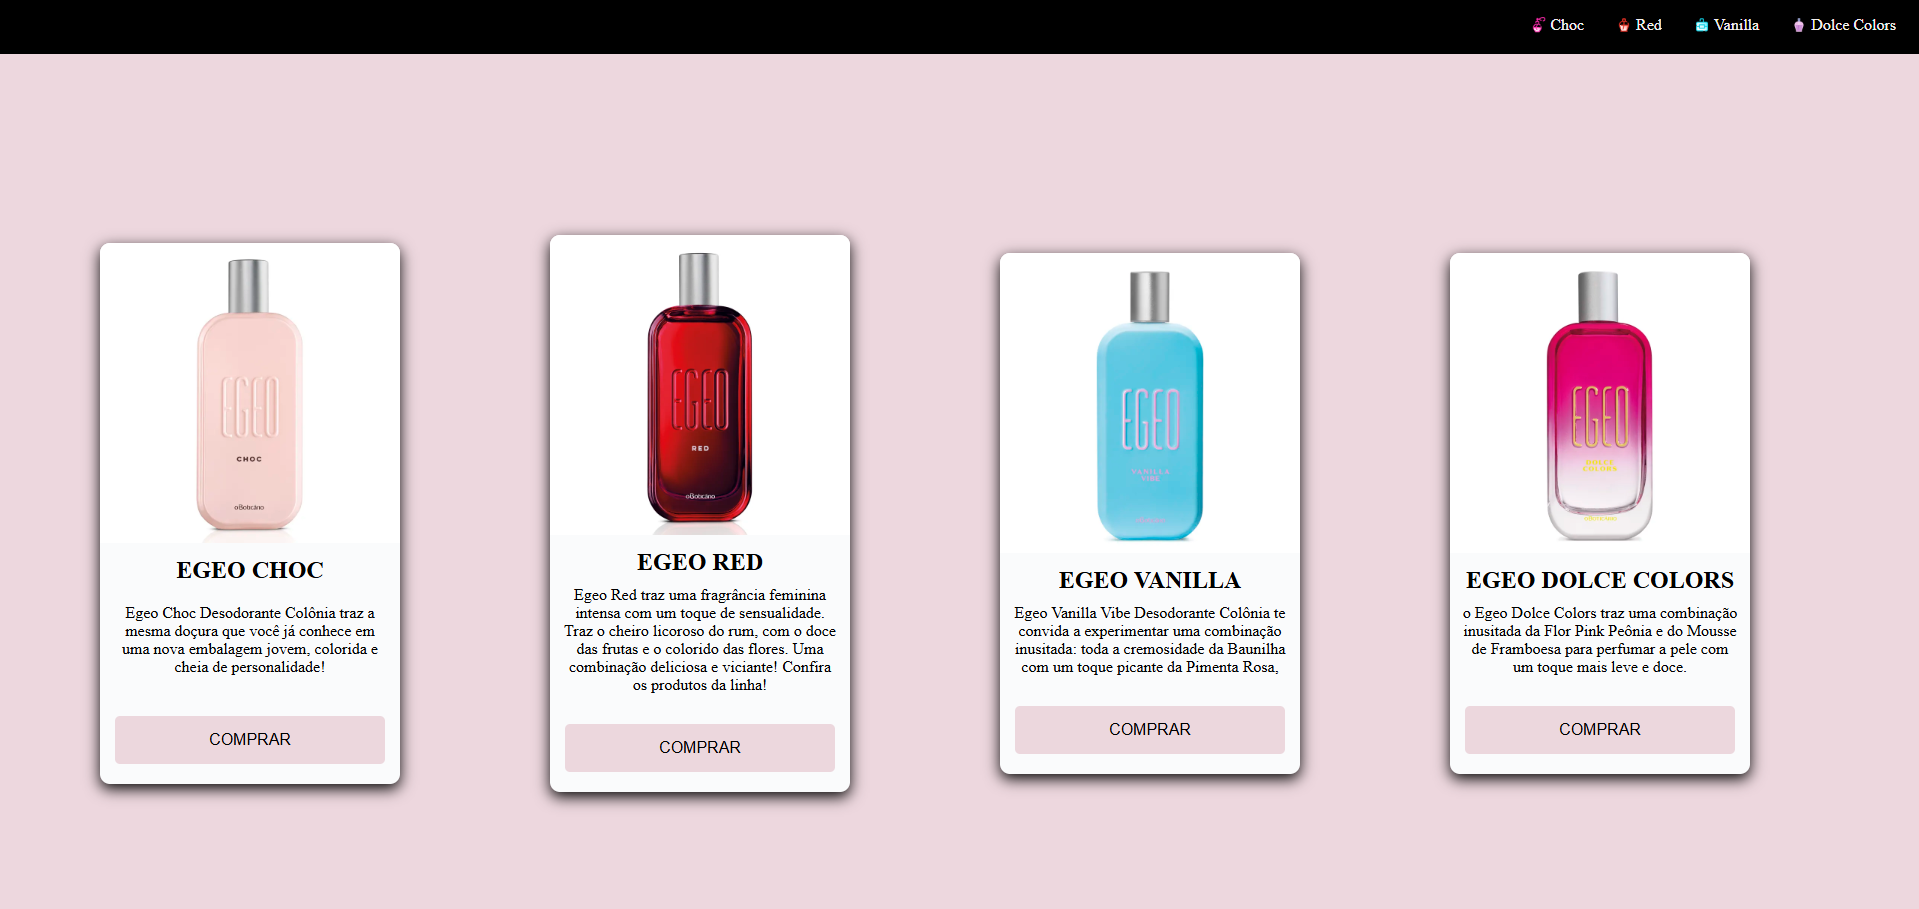 Choc Red Vanilla Dolce Colors
EGEO
CHOC
oBoticário
EGEO CHOC
Egeo Choc Desodorante Colônia traz a
mesma doçura que você já conhece em
uma nova embalagem jovem, colorida e
cheia de personalidade!
COMPRAR
EGEO
RED
oBoticário
EGEO RED
Egeo Red traz uma fragrância feminina
intensa com um toque de sensualidade.
Traz o cheiro licoroso do rum, com o doce
das frutas e o colorido das flores. Uma
combinação deliciosa e viciante! Confira
os produtos da linha!
COMPRAR
EGEO
VANILLA
VIBE
EGEO VANILLA
Egeo Vanilla Vibe Desodorante Colônia te
convida a experimentar uma combinação
inusitada: toda a cremosidade da Baunilha
com um toque picante da Pimenta Rosa,
COMPRAR
EGEO
DOLCE
COLORS
EGEO DOLCE COLORS
o Egeo Dolce Colors traz uma combinação
inusitada da Flor Pink Peônia e do Mousse
de Framboesa para perfumar a pele com
um toque mais leve e doce.
COMPRAR